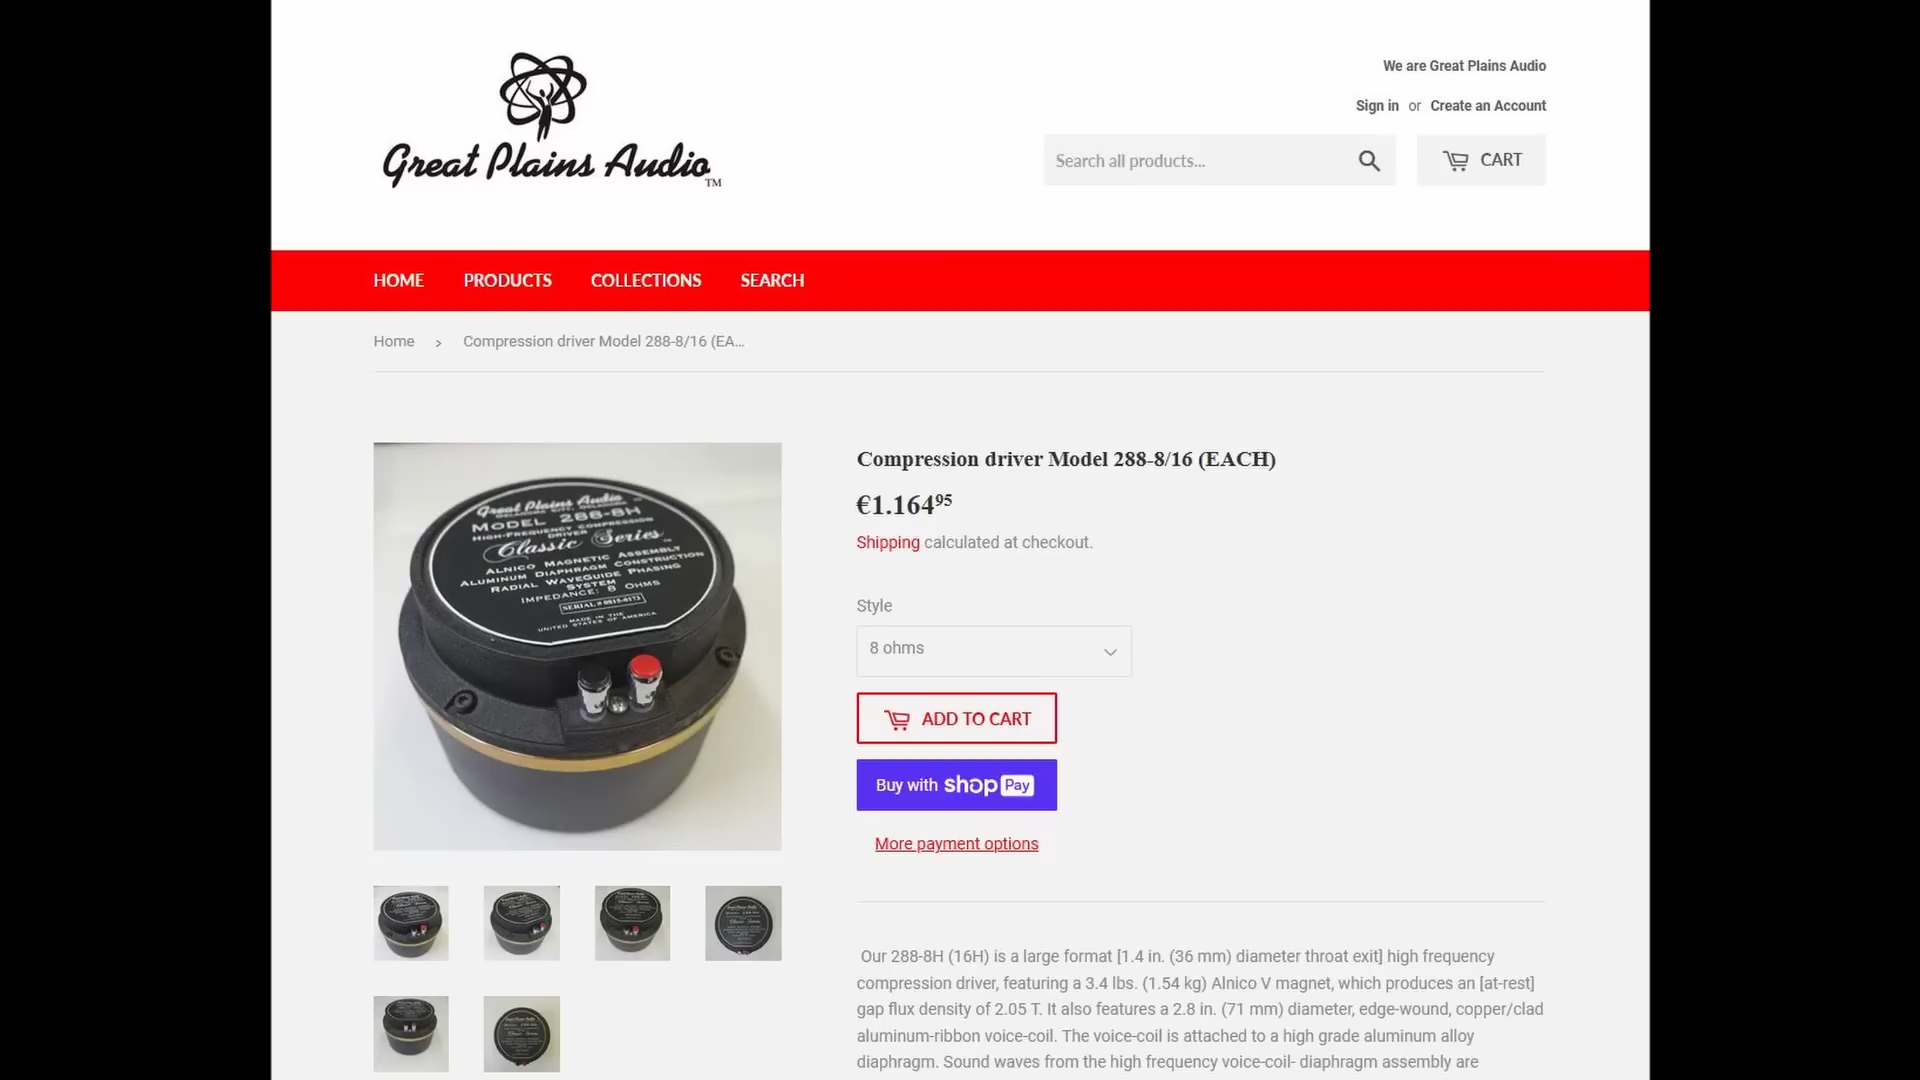 We are Great Plains Audio
Sign in or Create an Account
Great Plains Audio TM
Search all products...
CART
HOME PRODUCTS COLLECTIONS SEARCH
Home › Compression driver Model 288-8/16 (EA...
Great Plains Audio
OKLAHOMA CITY, OKLAHOMA
MODEL 288-8H
HIGH-FREQUENCY COMPRESSION
DRIVER
Classic Series
ALNICO MAGNETIC ASSEMBLY
ALUMINUM DIAPHRAGM CONSTRUCTION
RADIAL WAVEGUIDE PHASING
SYSTEM
IMPEDANCE: 8 OHMS
SERIAL # 0815-0173
MADE IN THE
UNITED STATES OF AMERICA
Compression driver Model 288-8/16 (EACH)
€1.16495
Shipping calculated at checkout.
Style
8 ohms
ADD TO CART
Buy with shop Pay
More payment options
Our 288-8H (16H) is a large format [1.4 in. (36 mm) diameter throat exit] high frequency
compression driver, featuring a 3.4 lbs. (1.54 kg) Alnico V magnet, which produces an [at-rest]
gap flux density of 2.05 T. It also features a 2.8 in. (71 mm) diameter, edge-wound, copper/clad
aluminum-ribbon voice-coil. The voice-coil is attached to a high grade aluminum alloy
diaphragm. Sound waves from the high frequency voice-coil- diaphragm assembly are